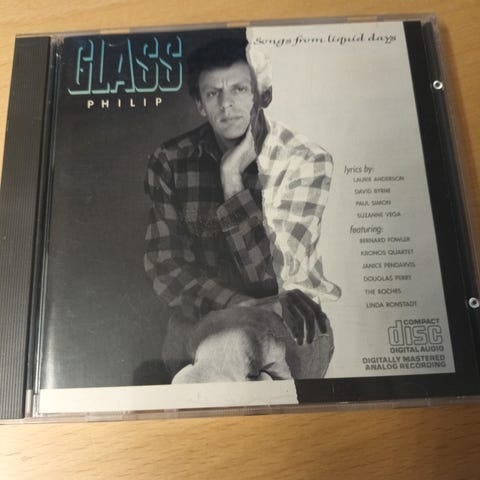 GLASS
PHILIP
Songs from liquid days
lyrics by:
LAURIE ANDERSON
DAVID BYRNE
PAUL SIMON
SUZANNE VEGA
featuring:
BERNARD FOWLER
KRONOS QUARTET
JANICE PENDARVIS
DOUGLAS PERRY
THE ROCHES
LINDA RONSTADT
COMPACT
disc
DIGITAL AUDIO
DIGITALLY MASTERED
ANALOG RECORDING